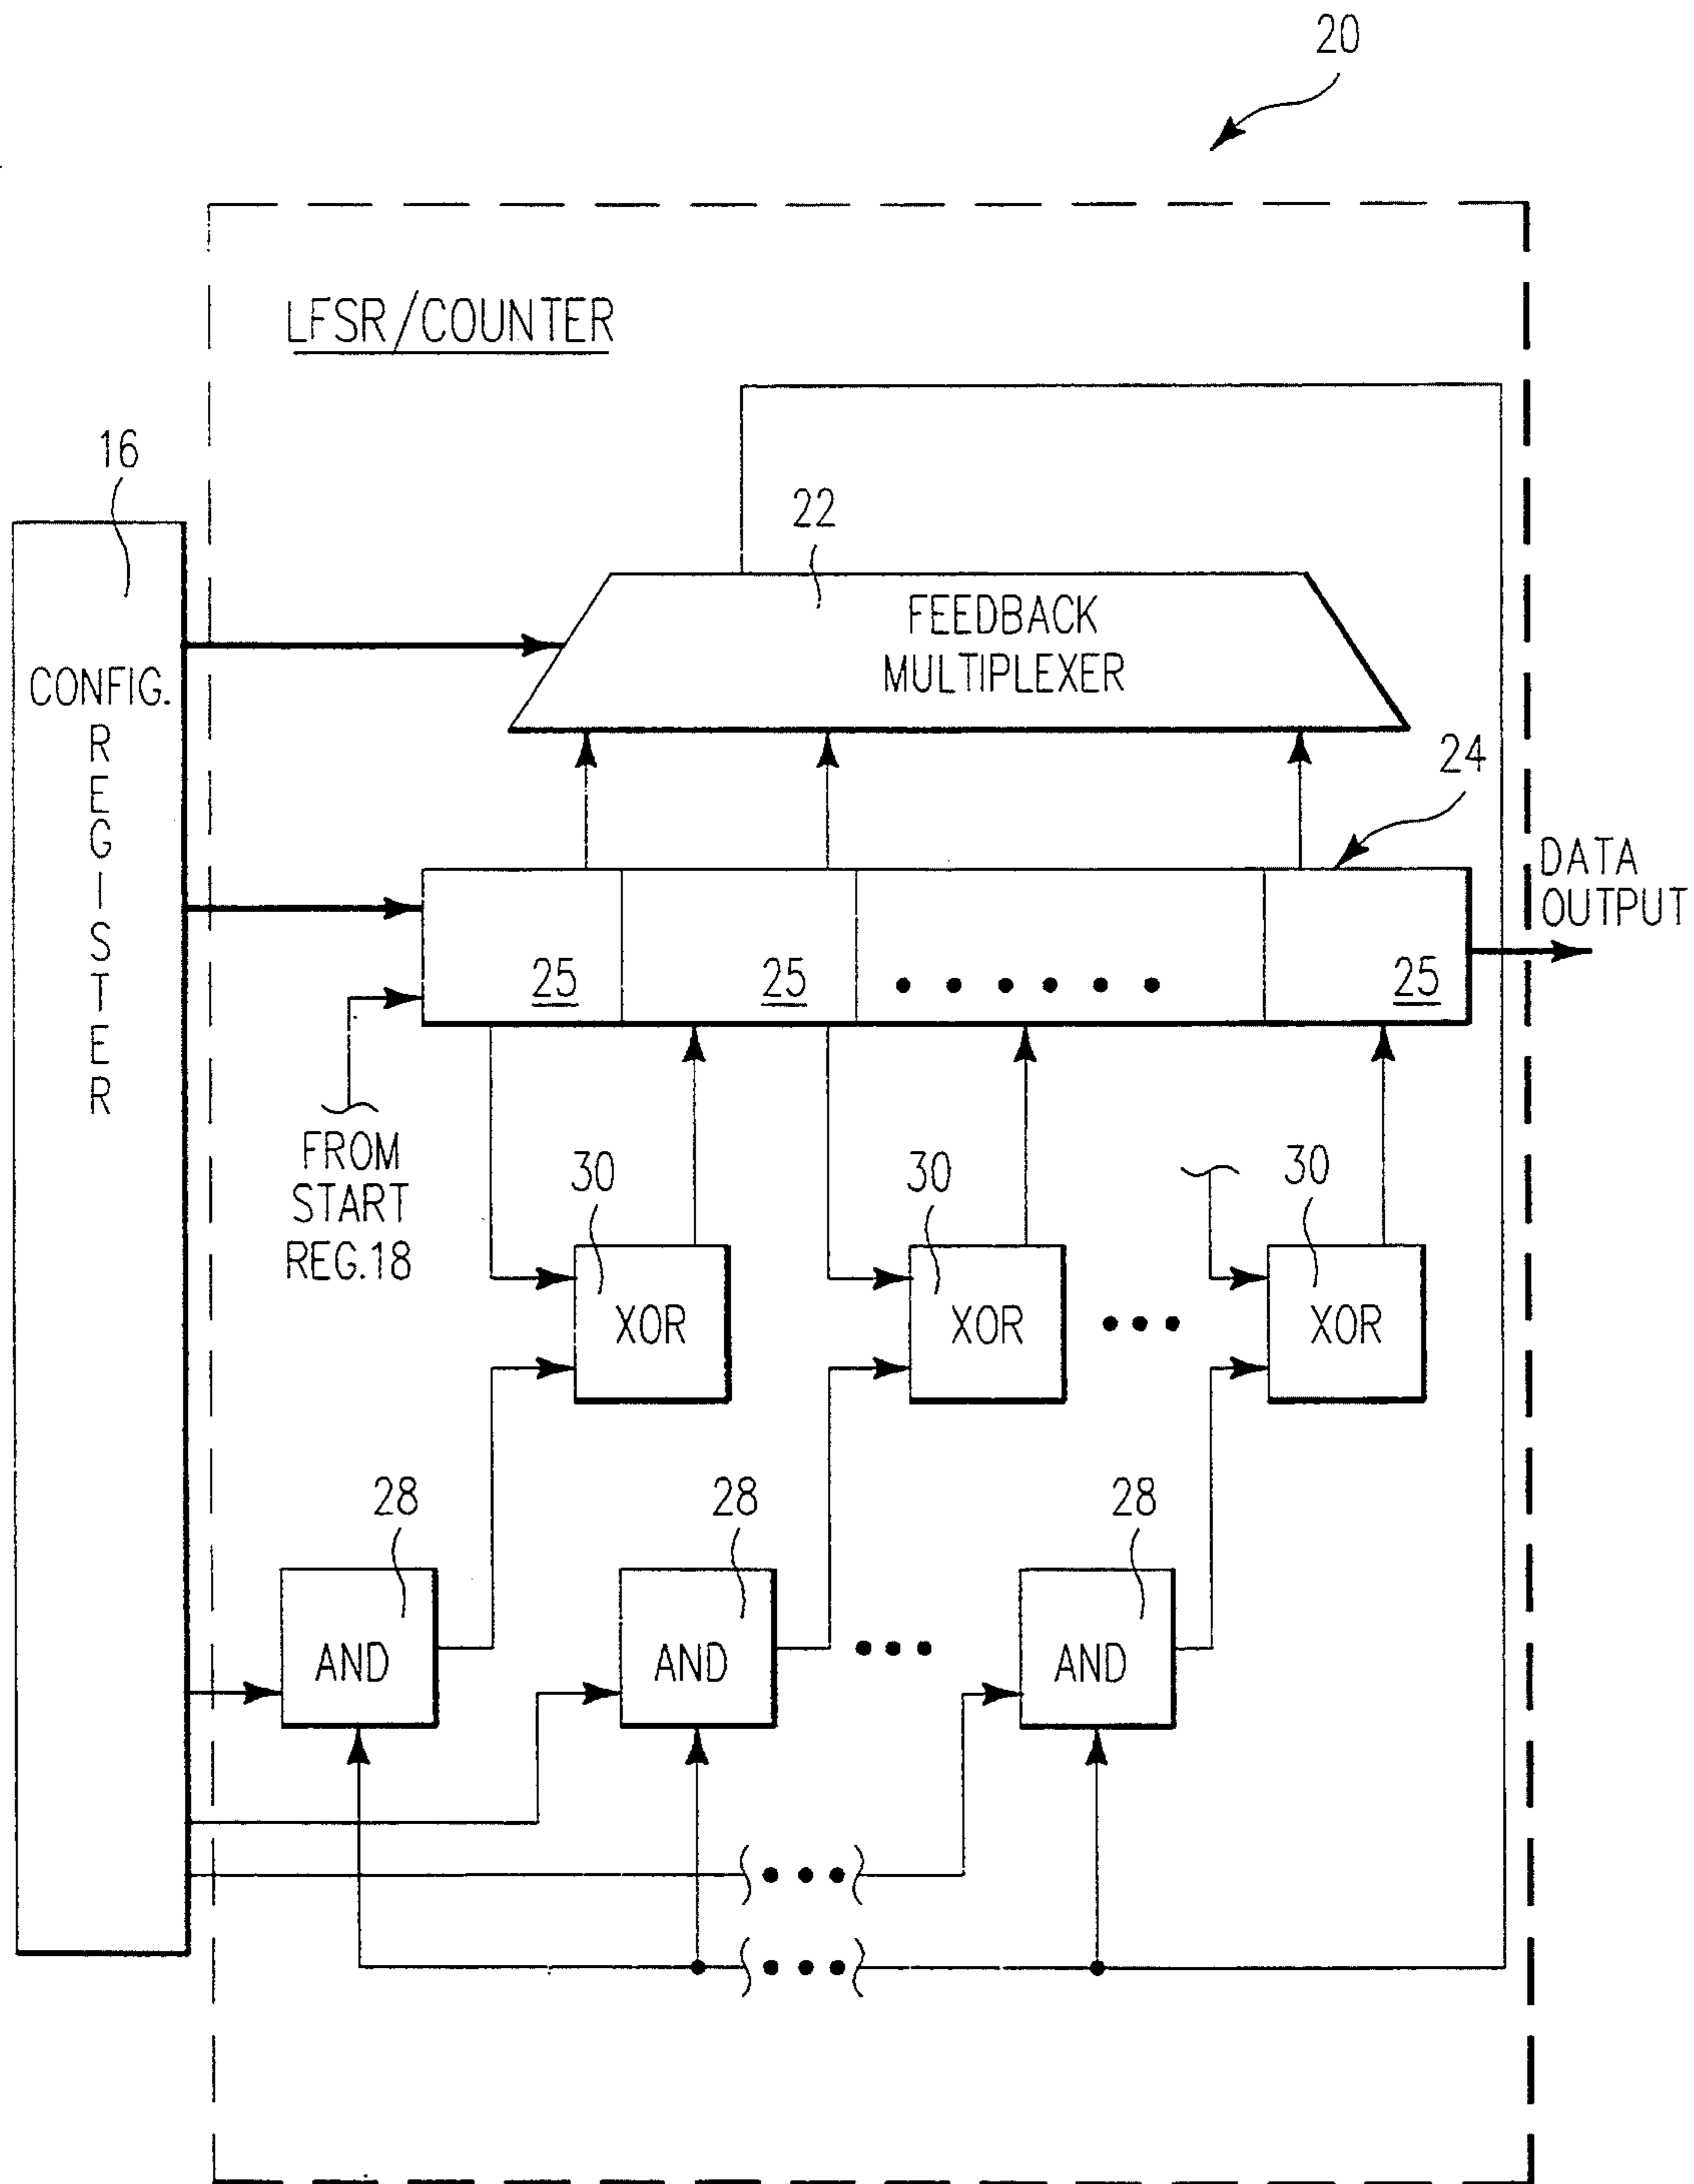 20
LFSR/COUNTER
16
22
CONFIG.
REGISTER
FEEDBACK
MULTIPLEXER
24
DATA
OUTPUT
25
25
25
FROM
START
REG.18
30
30
30
XOR
XOR
XOR
28
28
28
AND
AND
AND